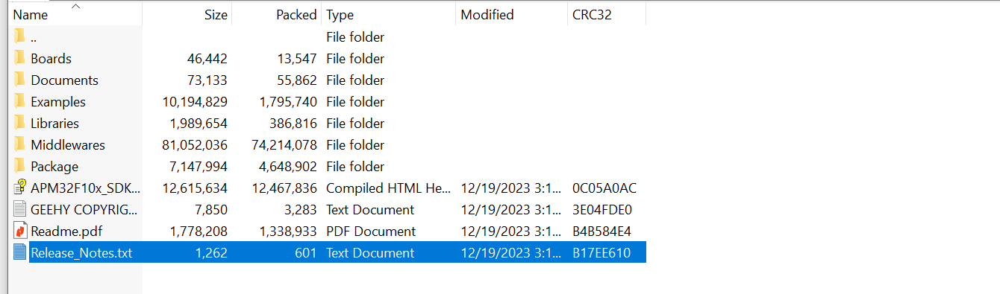 Name Size Packed Type Modified CRC32
.. File folder
Boards 46,442 13,547 File folder
Documents 73,133 55,862 File folder
Examples 10,194,829 1,795,740 File folder
Libraries 1,989,654 386,816 File folder
Middlewares 81,052,036 74,214,078 File folder
Package 7,147,994 4,648,902 File folder
APM32F10x_SDK... 12,615,634 12,467,836 Compiled HTML He... 12/19/2023 3:1... 0C05A0AC
GEEHY COPYRIG... 7,850 3,283 Text Document 12/19/2023 3:1... 3E04FDE0
Readme.pdf 1,778,208 1,338,933 PDF Document 12/19/2023 3:1... B4B584E4
Release_Notes.txt 1,262 601 Text Document 12/19/2023 3:1... B17EE610